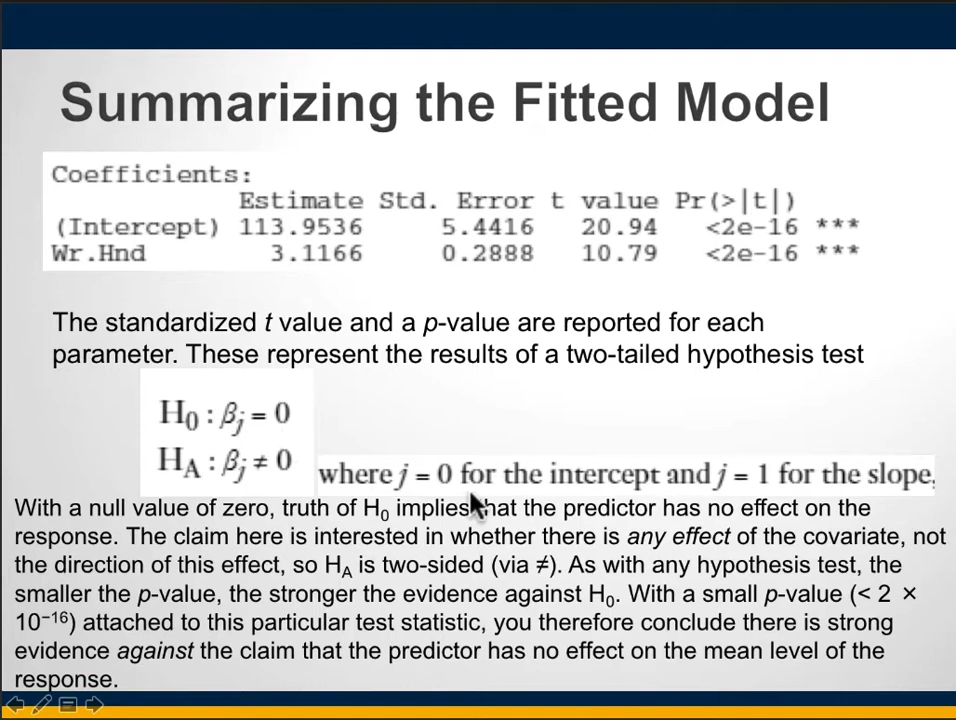 Summarizing the Fitted Model
Coefficients:
Estimate Std. Error t value Pr(>|t|)
(Intercept) 113.9536 5.4416 20.94 <2e-16 ***
Wr.Hnd 3.1166 0.2888 10.79 <2e-16 ***
The standardized t value and a p-value are reported for each
parameter. These represent the results of a two-tailed hypothesis test
H₀ : βⱼ = 0
H_A : βⱼ ≠ 0
where j = 0 for the intercept and j = 1 for the slope,
With a null value of zero, truth of H₀ implies that the predictor has no effect on the
response. The claim here is interested in whether there is any effect of the covariate, not
the direction of this effect, so H_A is two-sided (via ≠). As with any hypothesis test, the
smaller the p-value, the stronger the evidence against H₀. With a small p-value (< 2 ×
10⁻¹⁶) attached to this particular test statistic, you therefore conclude there is strong
evidence against the claim that the predictor has no effect on the mean level of the
response.